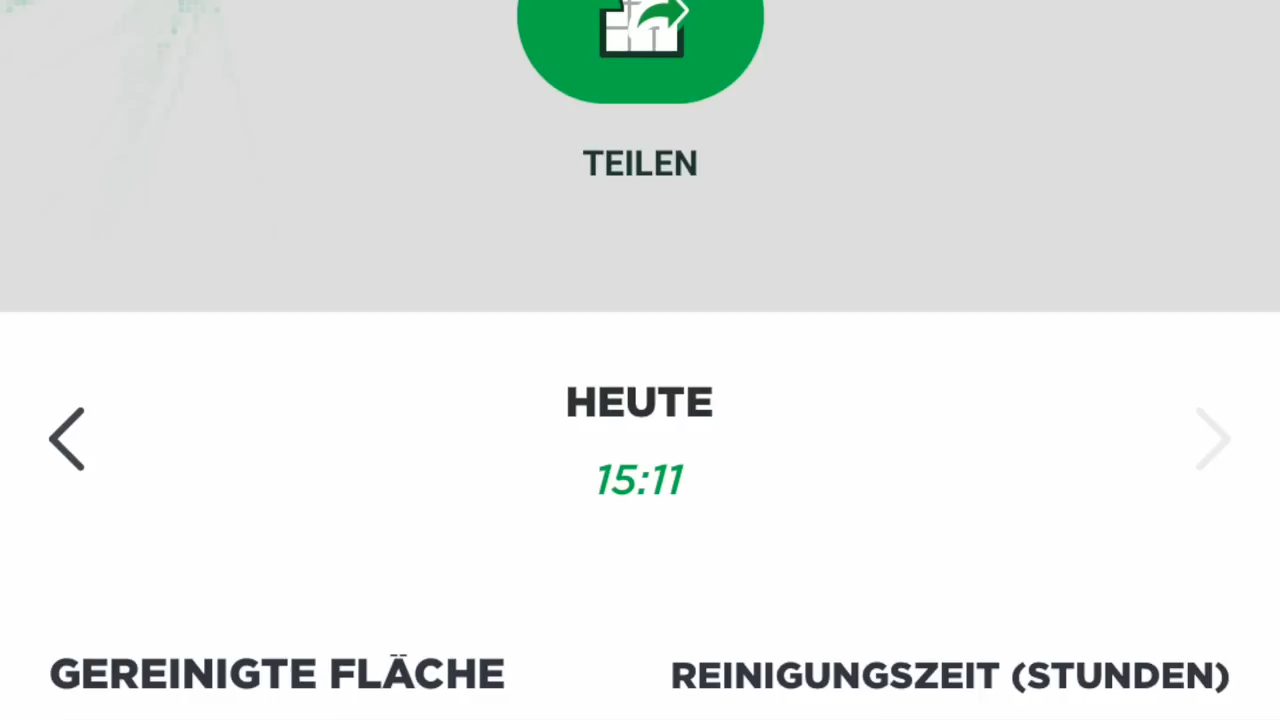 TEILEN
HEUTE
15:11
GEREINIGTE FLÄCHE
REINIGUNGSZEIT (STUNDEN)